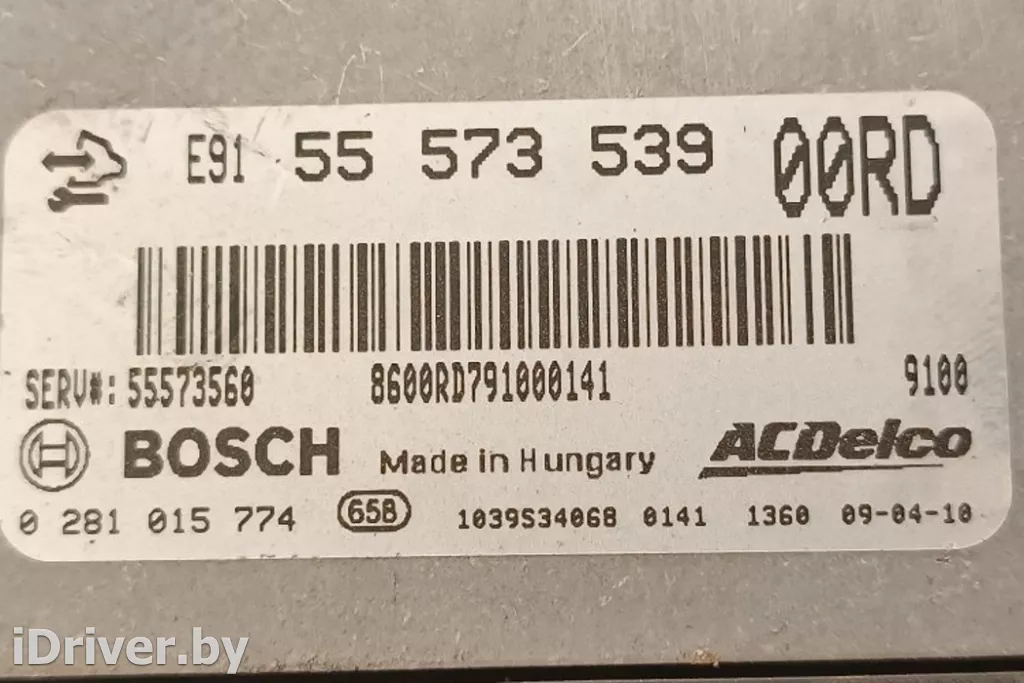 E91 55 573 539 00RD
SERV#: 55573560 8600RD791000141 9100
BOSCH Made in Hungary ACDelco
0 281 015 774 658 1039S34068 0141 1360 09-04-10
iDriver.by